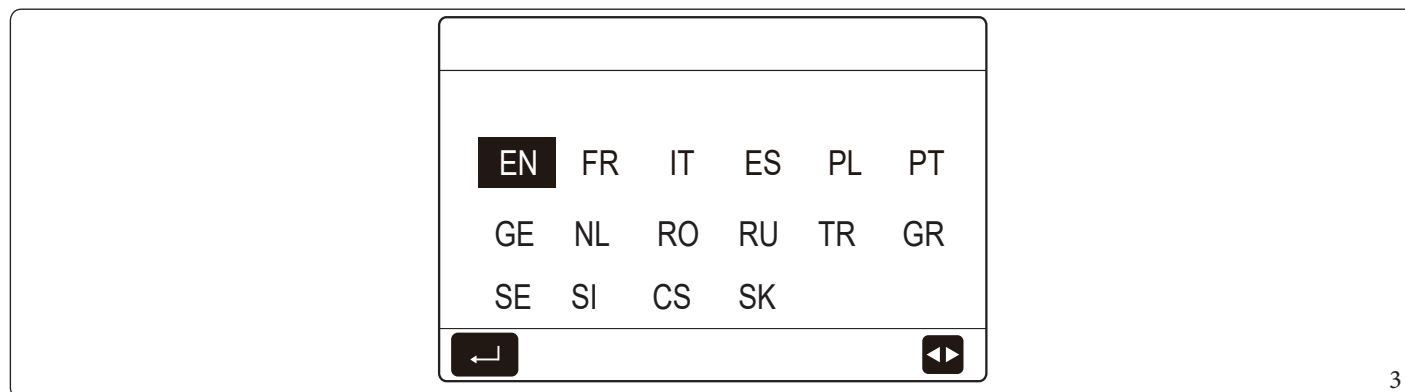 EN FR IT ES PL PT
GE NL RO RU TR GR
SE SI CS SK
3